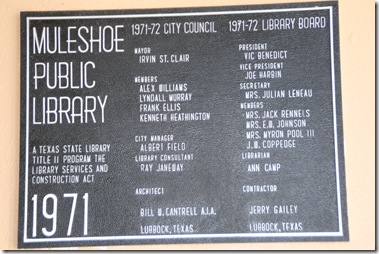 MULESHOE
PUBLIC
LIBRARY
A TEXAS STATE LIBRARY
TITLE II PROGRAM THE
LIBRARY SERVICES AND
CONSTRUCTION ACT
1971
1971-72 CITY COUNCIL
MAYOR
IRVIN ST. CLAIR
MEMBERS
ALEX WILLIAMS
LYNDALL MURRAY
FRANK ELLIS
KENNETH HEATHINGTON
CITY MANAGER
ALBERT FIELD
LIBRARY CONSULTANT
RAY JANEWAY
ARCHITECT
BILL W. CANTRELL A.I.A.
LUBBOCK, TEXAS
1971-72 LIBRARY BOARD
PRESIDENT
VIC BENEDICT
VICE PRESIDENT
JOE HARBIN
SECRETARY
MRS. JULIAN LENEAU
MEMBERS
MRS. JACK RENNELS
MRS. E.W. JOHNSON
MRS. MYRON POOL III
J.W. COPPEDGE
LIBRARIAN
ANN CAMP
CONTRACTOR
JERRY GAILEY
LUBBOCK, TEXAS